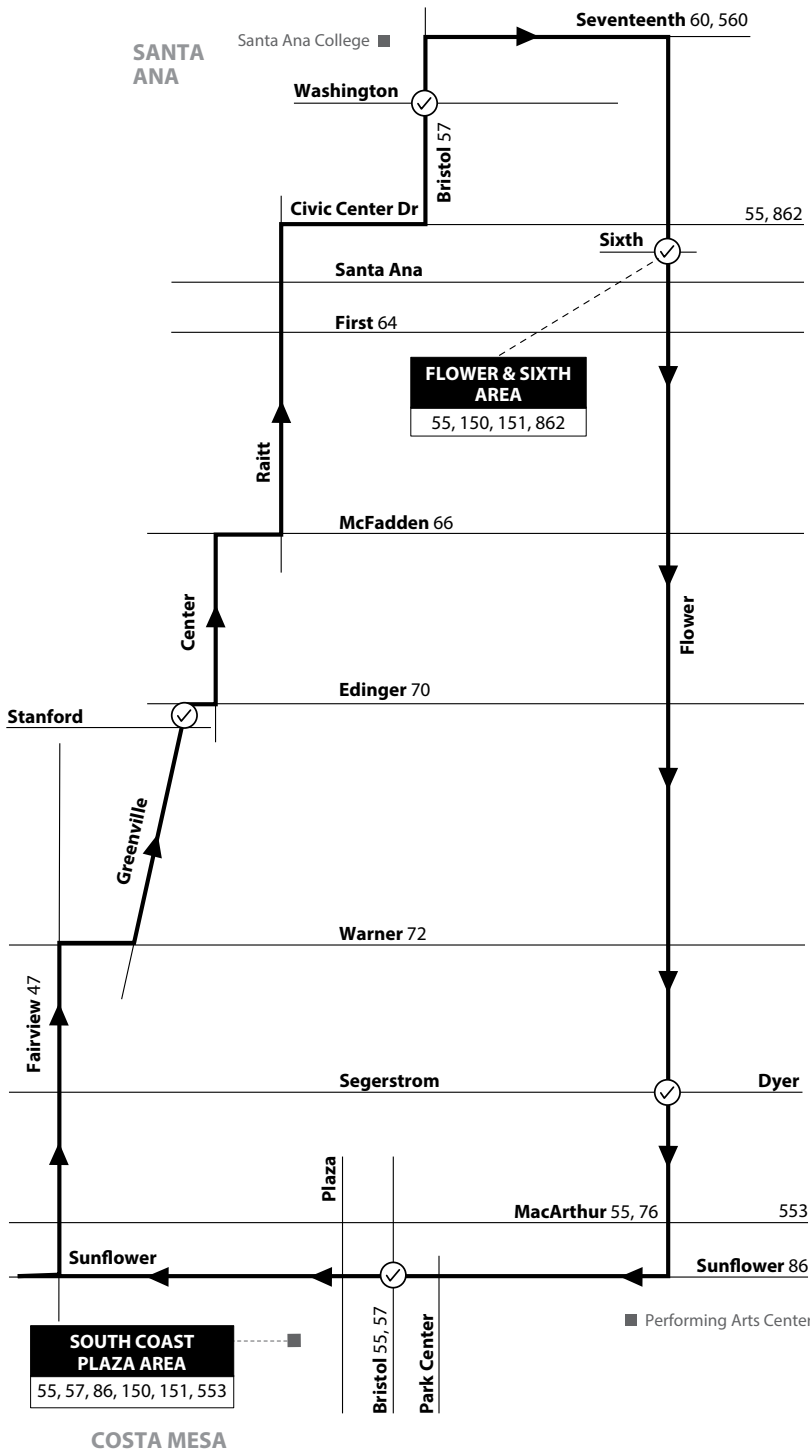 Seventeenth 60, 560
Santa Ana College
SANTA
ANA
Washington
Bristol 57
Civic Center Dr
55, 862
Sixth
Santa Ana
First 64
FLOWER & SIXTH
AREA
55, 150, 151, 862
Raitt
McFadden 66
Center
Flower
Edinger 70
Stanford
Greenville
Warner 72
Fairview 47
Segerstrom
Dyer
Plaza
MacArthur 55, 76
553
Sunflower
Sunflower 86
Performing Arts Center
SOUTH COAST
PLAZA AREA
55, 57, 86, 150, 151, 553
Bristol 55, 57
Park Center
COSTA MESA